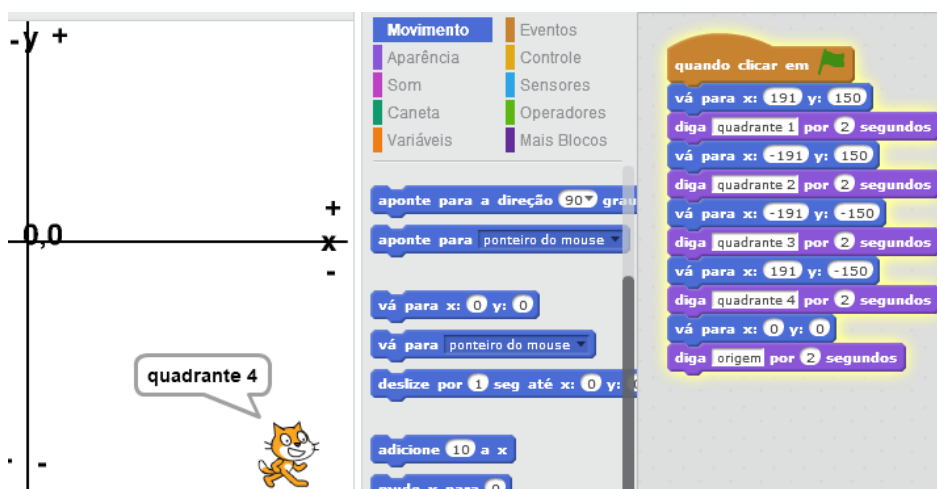 -y +
+
0,0
x
-
quadrante 4
-
Movimento
Aparência
Som
Caneta
Variáveis
Eventos
Controle
Sensores
Operadores
Mais Blocos
aponte para a direção 90 grau
aponte para ponteiro do mouse
vá para x: 0 y: 0
vá para ponteiro do mouse
deslize por 1 seg até x: 0 y:
adicione 10 a x
mude x para 0
quando clicar em
vá para x: 191 y: 150
diga quadrante 1 por 2 segundos
vá para x: -191 y: 150
diga quadrante 2 por 2 segundos
vá para x: -191 y: -150
diga quadrante 3 por 2 segundos
vá para x: 191 y: -150
diga quadrante 4 por 2 segundos
vá para x: 0 y: 0
diga origem por 2 segundos